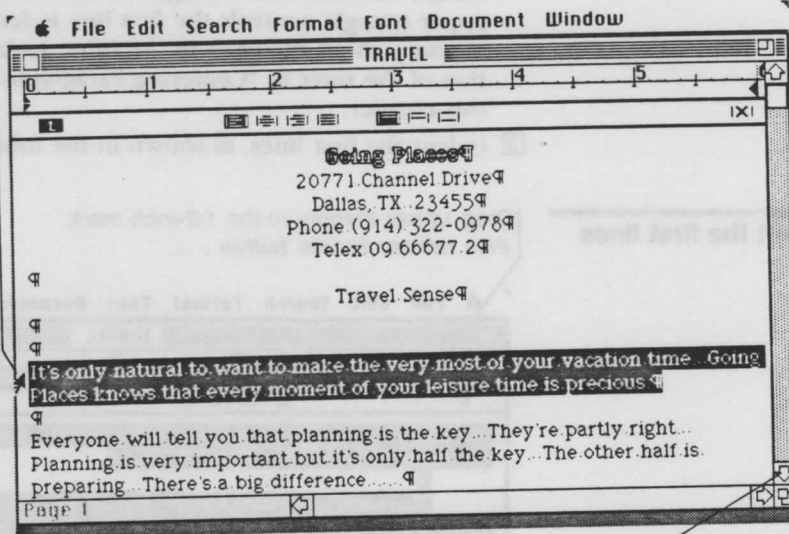 File Edit Search Format Font Document Window
TRAVEL
0 1 2 3 4 5
Going Places¶
20771.Channel.Drive¶
Dallas,.TX..23455¶
Phone.(914).322-0978¶
Telex.09.66677.2¶
¶
Travel.Sense¶
¶
¶
It's.only.natural.to.want.to.make.the.very.most.of.your.vacation.time...Going
Places.knows.that.every.moment.of.your.leisure.time.is.precious.¶
¶
Everyone.will.tell.you.that.planning.is.the.key...They're.partly.right...
Planning.is.very.important.but.it's.only.half.the.key...The.other.half.is.
preparing...There's.a.big.difference......¶
Page 1